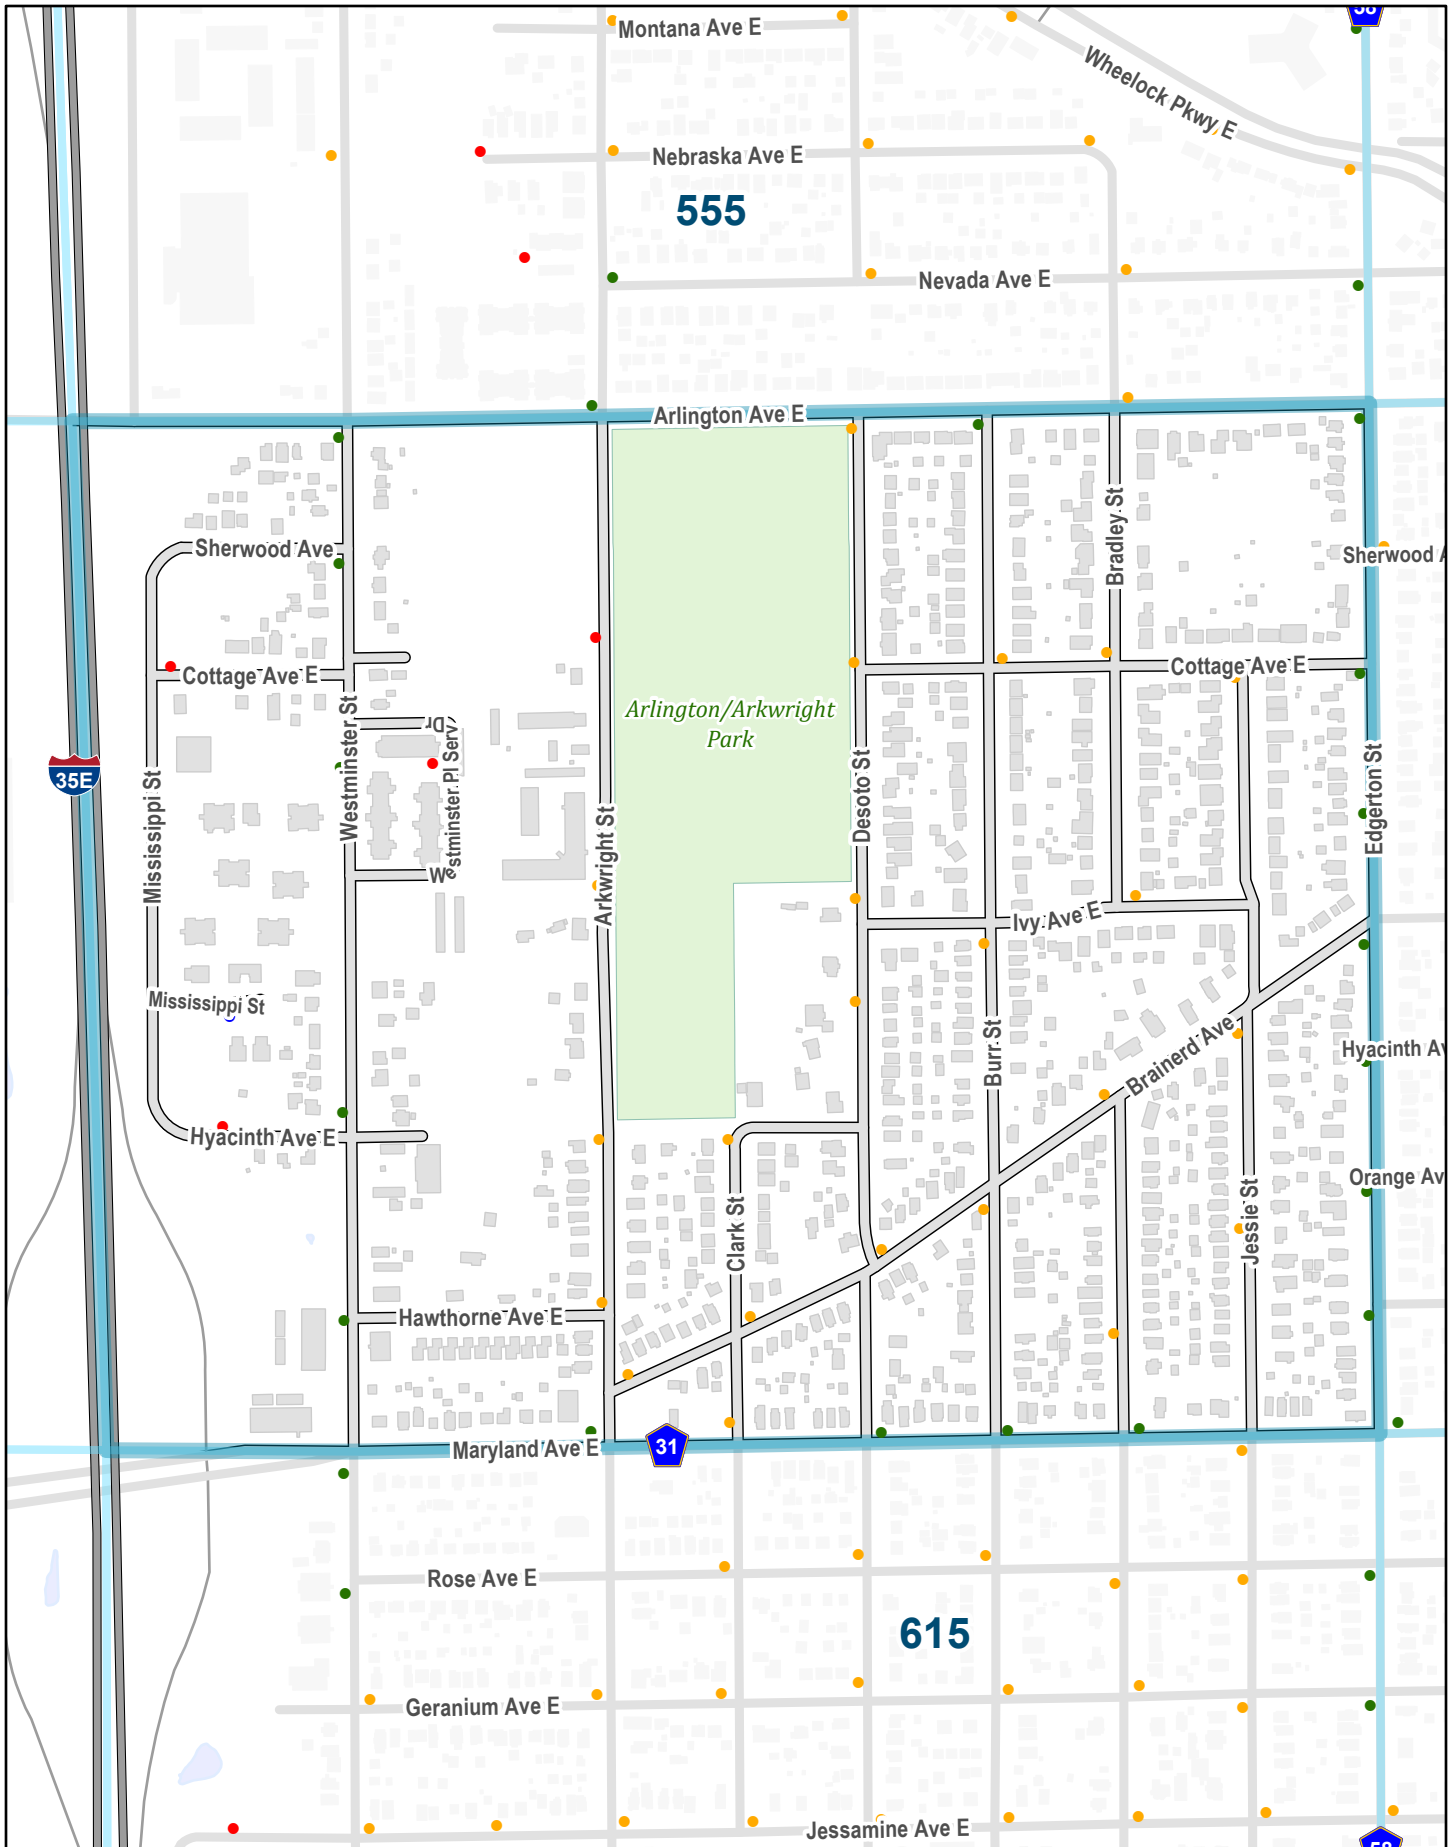 58
Montana Ave E
Wheelock Pkwy E
Nebraska Ave E
555
Nevada Ave E
Arlington Ave E
Bradley St
Sherwood Ave
Sherwood A
Cottage Ave E
Cottage Ave E
Arlington/Arkwright
Park
Westminster Pl Serv Dr
Westminster St
Desoto St
Edgerton St
35E
Mississippi St
Arkwright St
Ivy Ave E
Mississippi St
Burr St
Brainerd Ave
Hyacinth Av
Hyacinth Ave E
Orange Av
Clark St
Jessie St
Hawthorne Ave E
Maryland Ave E
31
Rose Ave E
615
Geranium Ave E
Jessamine Ave E
58